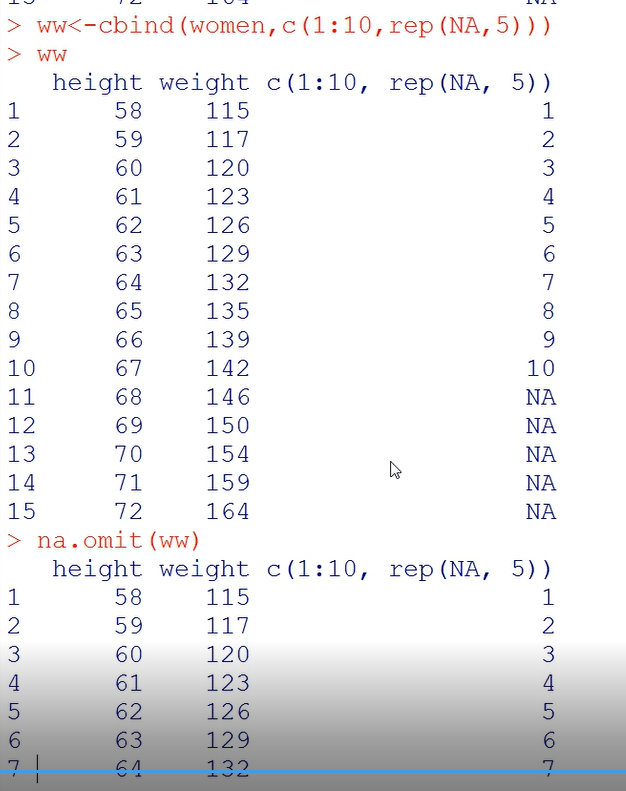 > ww<-cbind(women,c(1:10,rep(NA,5)))
> ww
height weight c(1:10, rep(NA, 5))
1 58 115 1
2 59 117 2
3 60 120 3
4 61 123 4
5 62 126 5
6 63 129 6
7 64 132 7
8 65 135 8
9 66 139 9
10 67 142 10
11 68 146 NA
12 69 150 NA
13 70 154 NA
14 71 159 NA
15 72 164 NA
> na.omit(ww)
height weight c(1:10, rep(NA, 5))
1 58 115 1
2 59 117 2
3 60 120 3
4 61 123 4
5 62 126 5
6 63 129 6
7 64 132 7